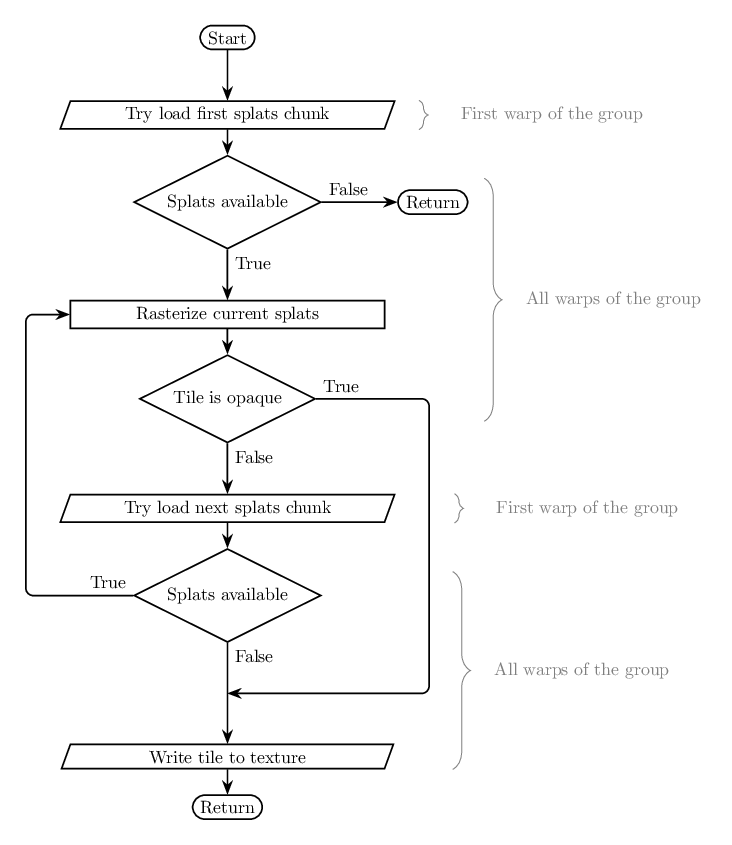 Start
Try load first splats chunk
First warp of the group
Splats available
False
Return
True
All warps of the group
Rasterize current splats
Tile is opaque
True
False
Try load next splats chunk
First warp of the group
Splats available
True
False
All warps of the group
Write tile to texture
Return